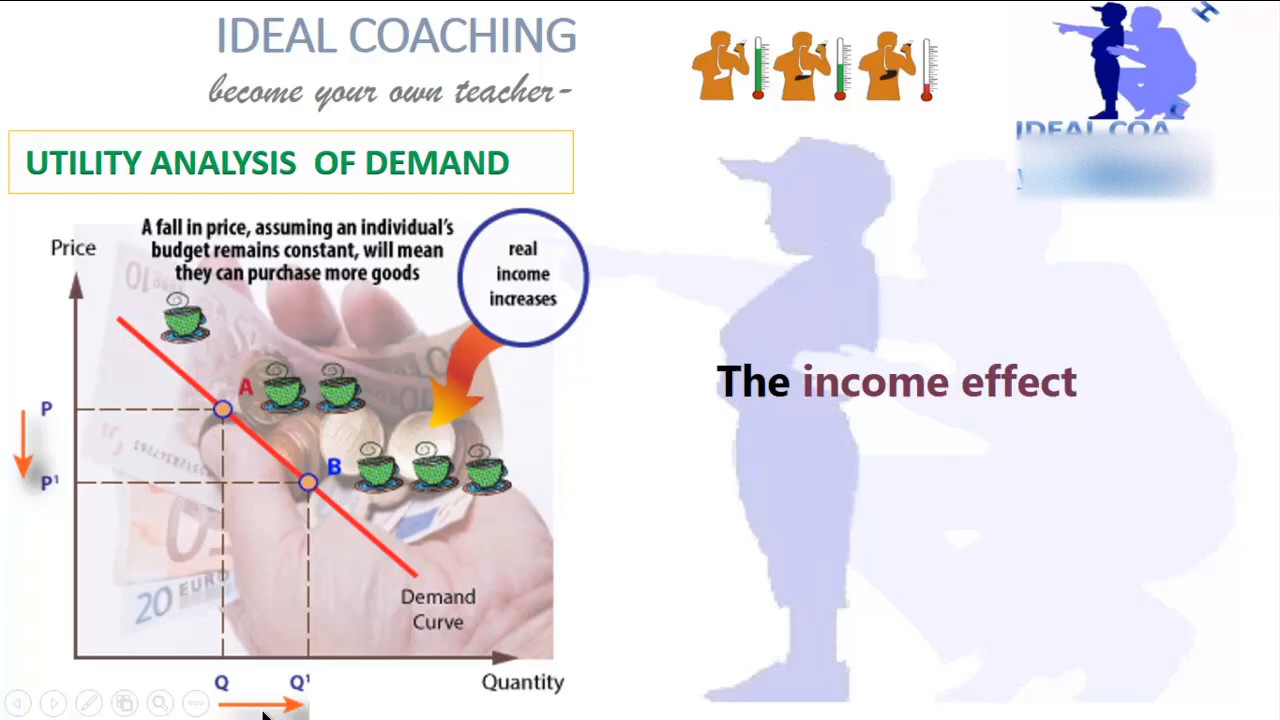 IDEAL COACHING
become your own teacher-
IDEAL COA
H
UTILITY ANALYSIS OF DEMAND
A fall in price, assuming an individual's
budget remains constant, will mean
they can purchase more goods
real
income
increases
Price
A
P
B
P¹
The income effect
20 EURO
Demand
Curve
Q
Q¹
Quantity